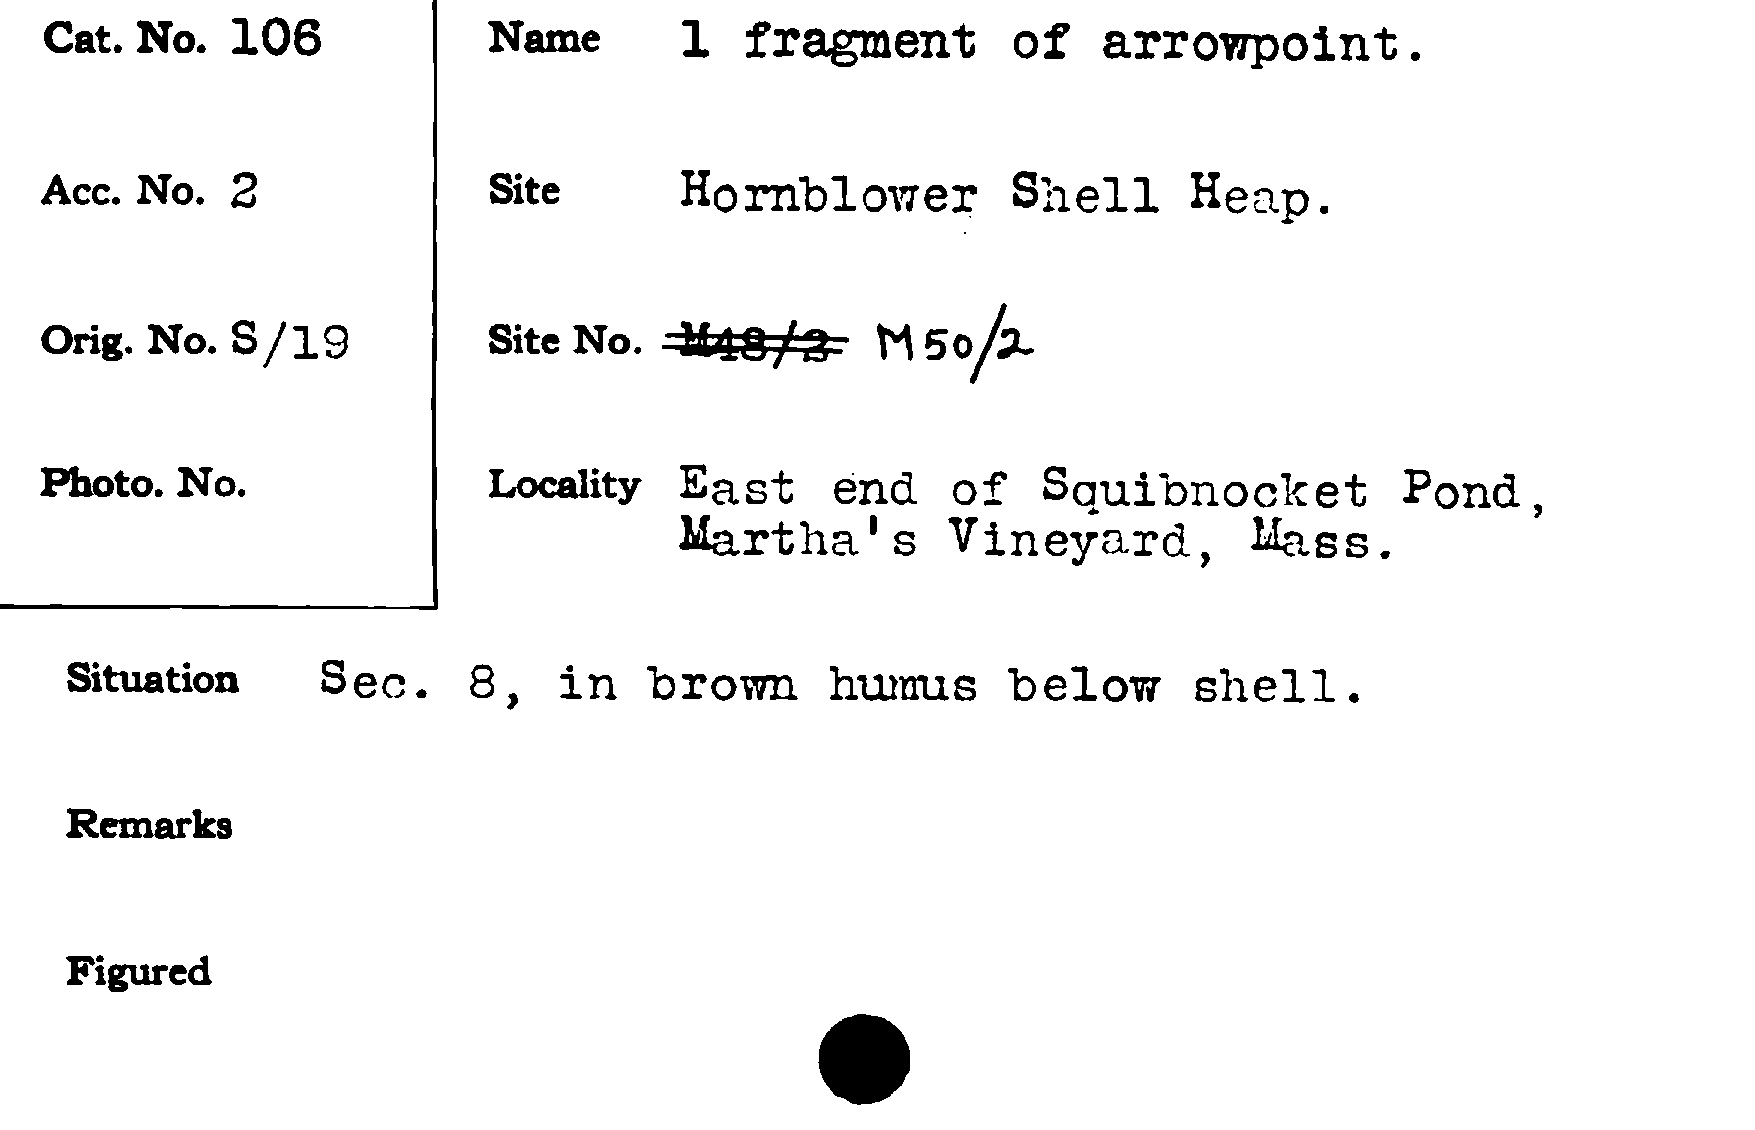 Cat. No. 106
Name 1 fragment of arrowpoint.
Acc. No. 2
Site Hornblower Shell Heap.
Orig. No. S/19
Site No. M48/2 M50/2
Photo. No.
Locality East end of Squibnocket Pond,
Martha's Vineyard, Mass.
Situation Sec. 8, in brown humus below shell.
Remarks
Figured